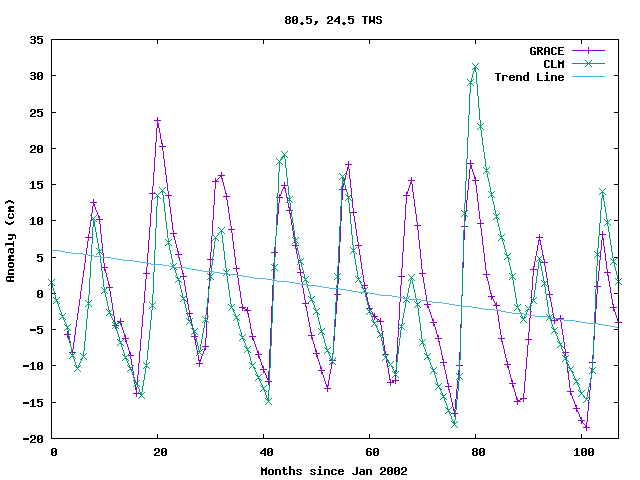 80.5, 24.5 TWS
GRACE
CLM
Trend Line
Anomaly (cm)
35
30
25
20
15
10
5
0
-5
-10
-15
-20
0 20 40 60 80 100
Months since Jan 2002